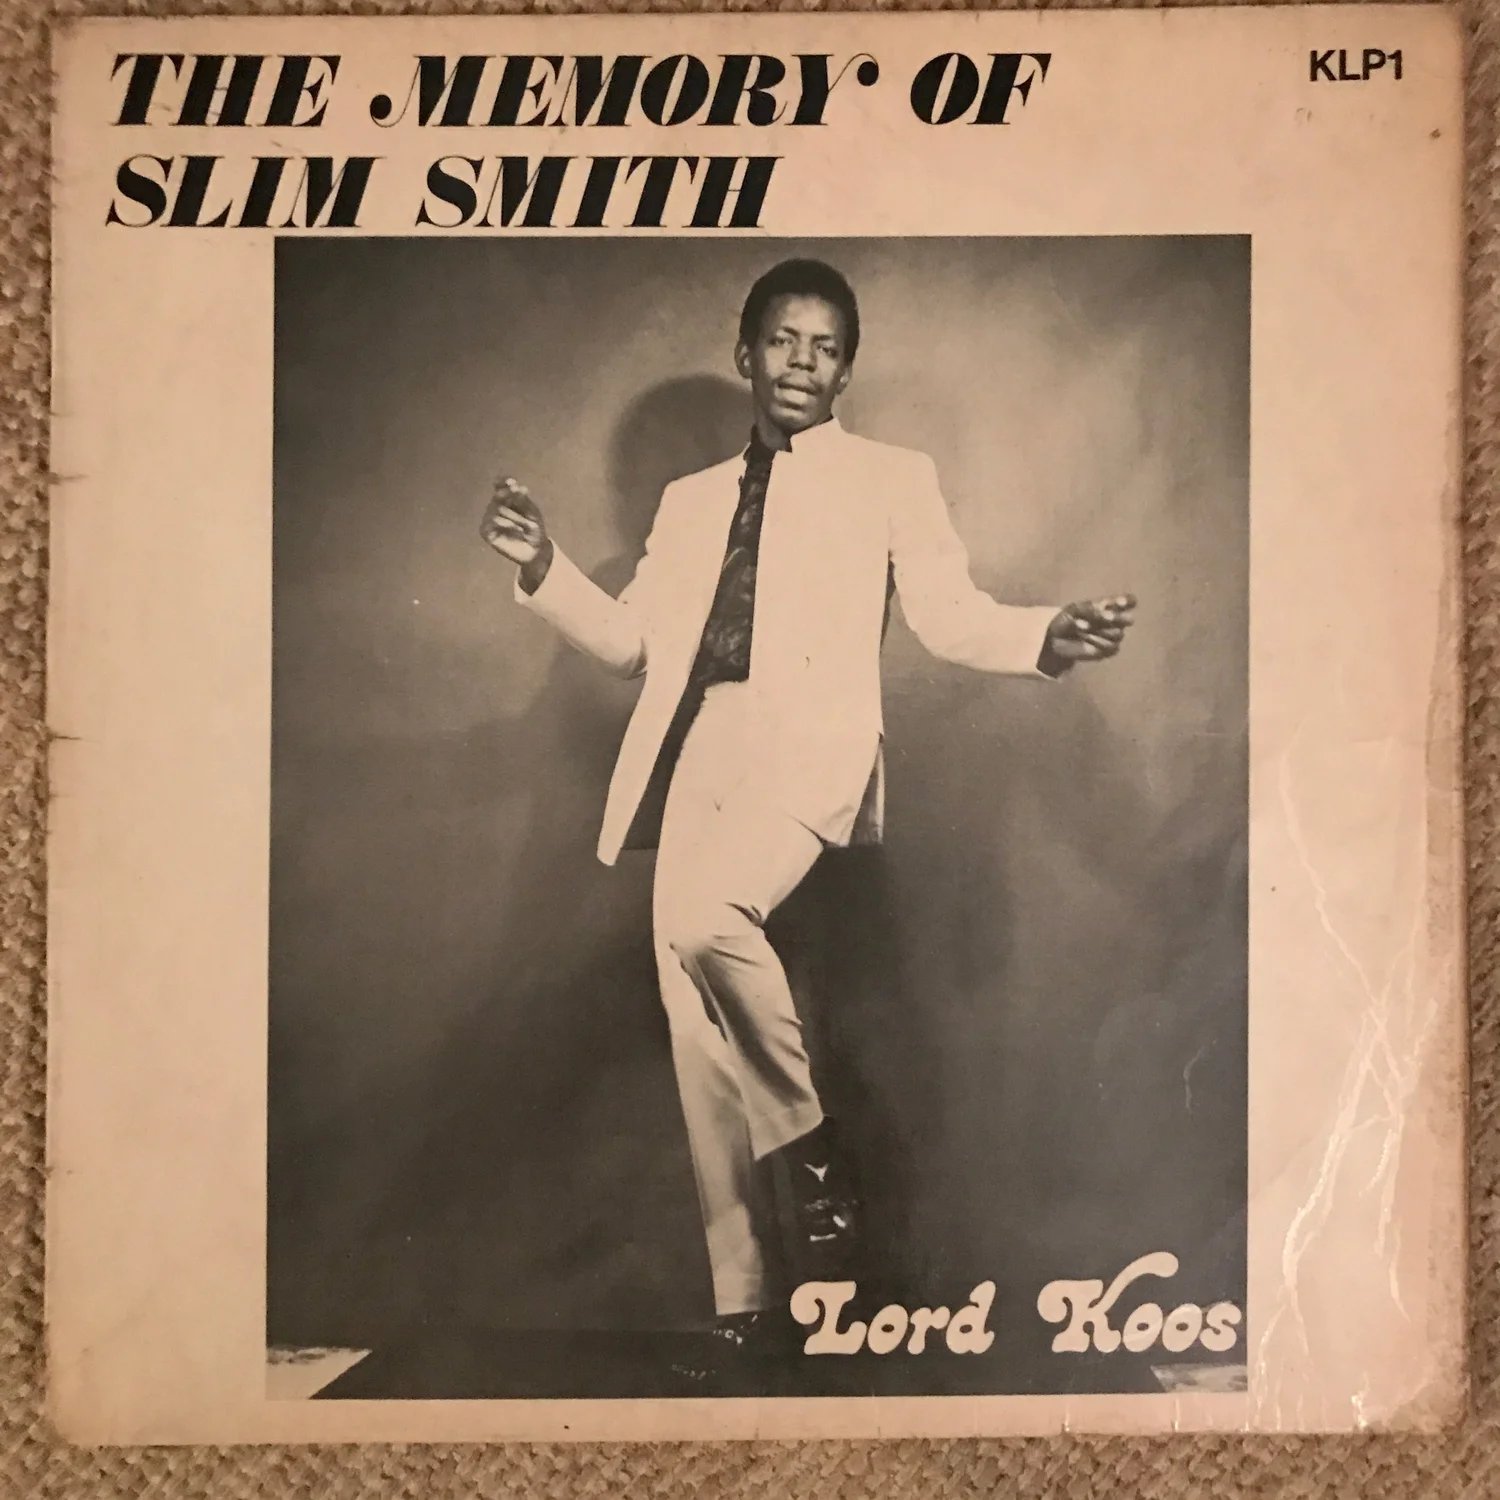 THE MEMORY OF
SLIM SMITH
KLP1
Lord Koos